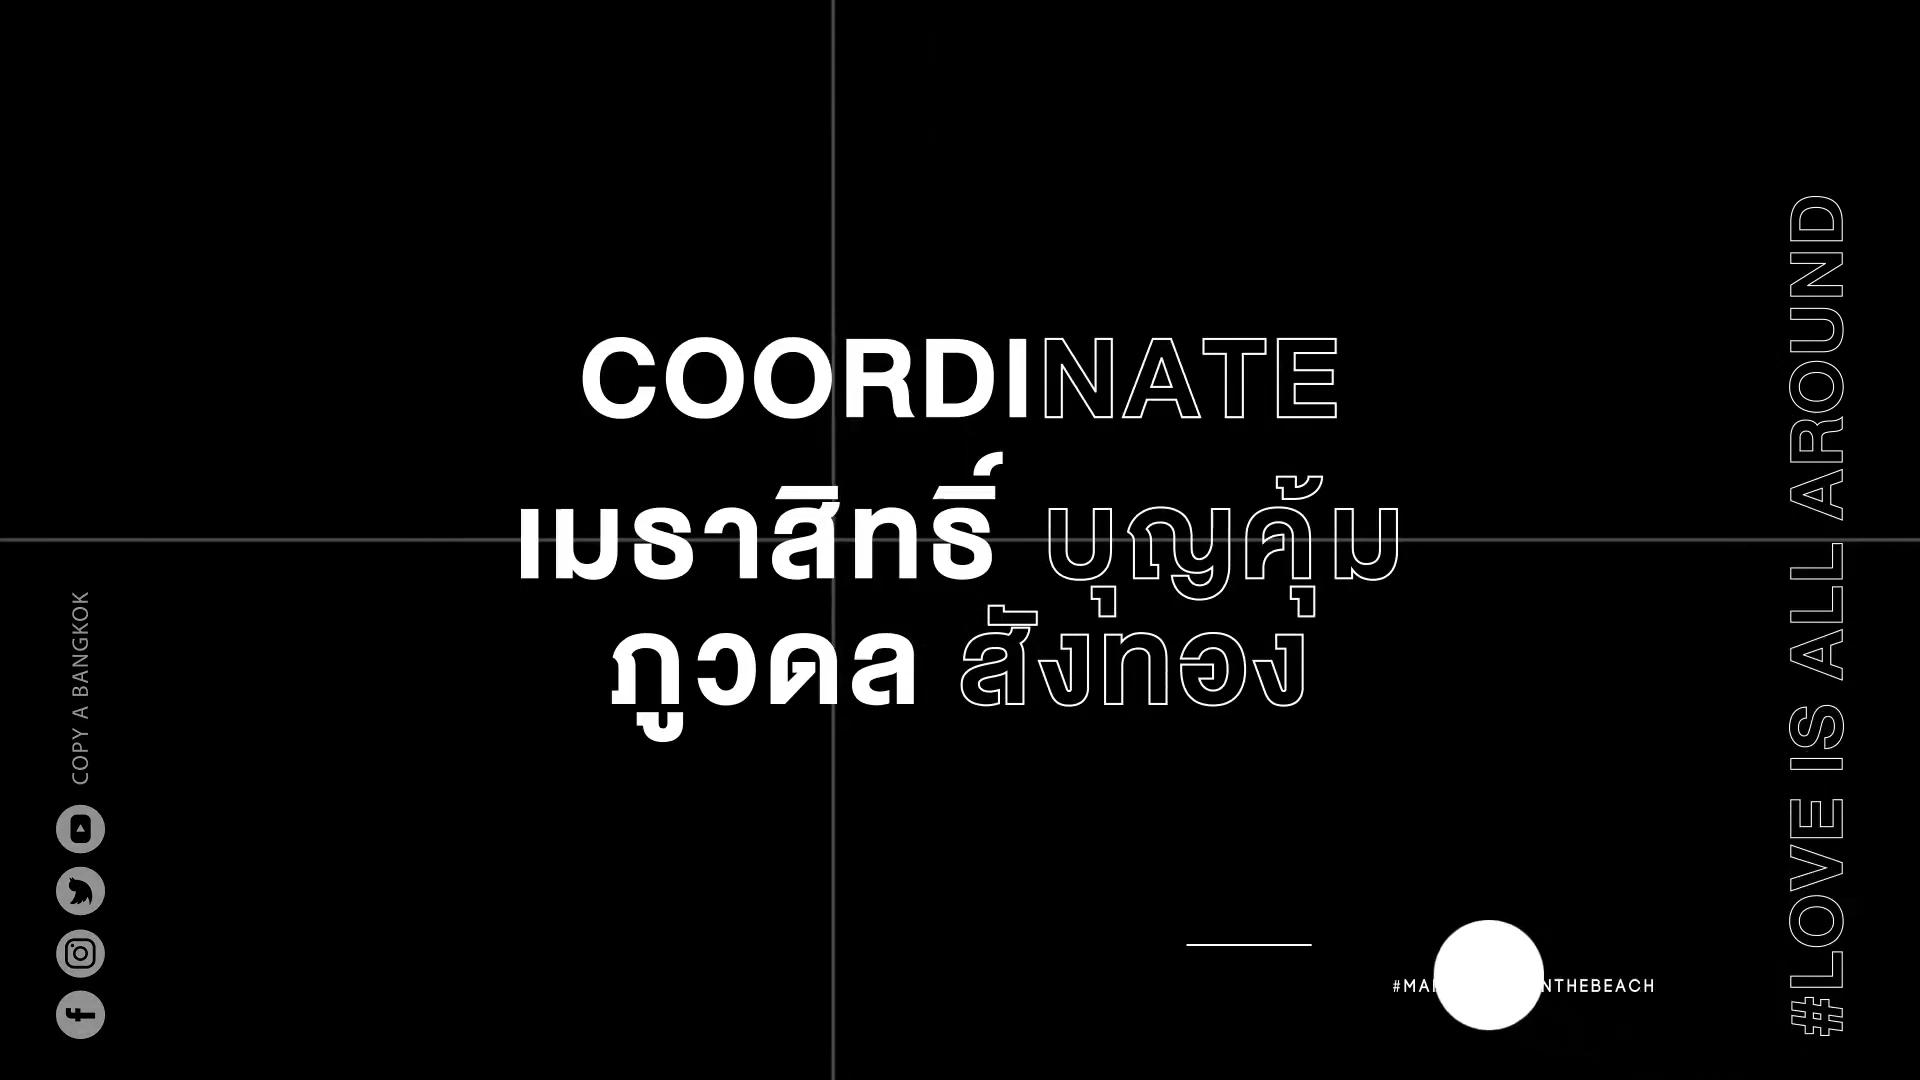 COORDINATE
เมธาสิทธิ์ บุญคุ้ม
ภูวดล สังทอง
COPY A BANGKOK
#LOVE IS ALL AROUND